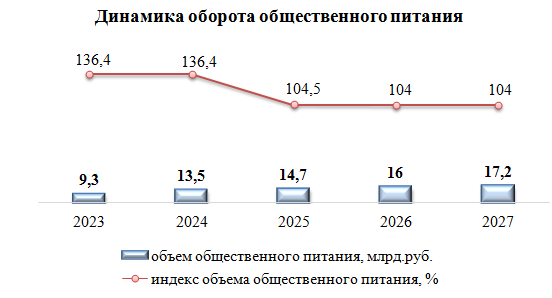 Динамика оборота общественного питания
136,4 136,4 104,5 104 104
9,3 13,5 14,7 16 17,2
2023 2024 2025 2026 2027
объем общественного питания, млрд.руб.
индекс объема общественного питания, %